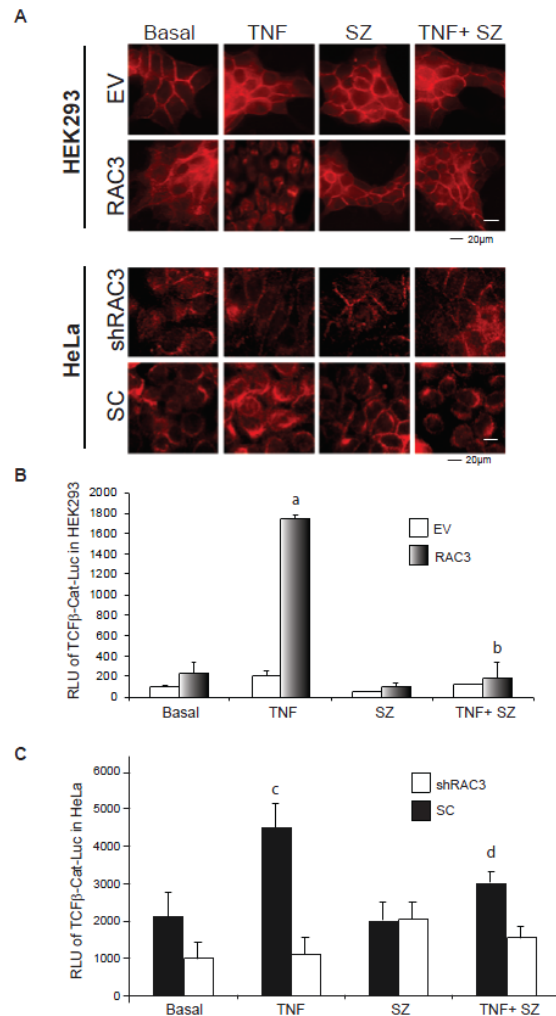 A
Basal TNF SZ TNF+ SZ
HEK293
EV
RAC3
20µm
HeLa
shRAC3
SC
20µm
B
RLU of TCFβ-Cat-Luc in HEK293
2000
1800
1600
1400
1200
1000
800
600
400
200
0
a
b
EV
RAC3
Basal TNF SZ TNF+ SZ
C
RLU of TCFβ-Cat-Luc in HeLa
6000
5000
4000
3000
2000
1000
0
c
d
shRAC3
SC
Basal TNF SZ TNF+ SZ